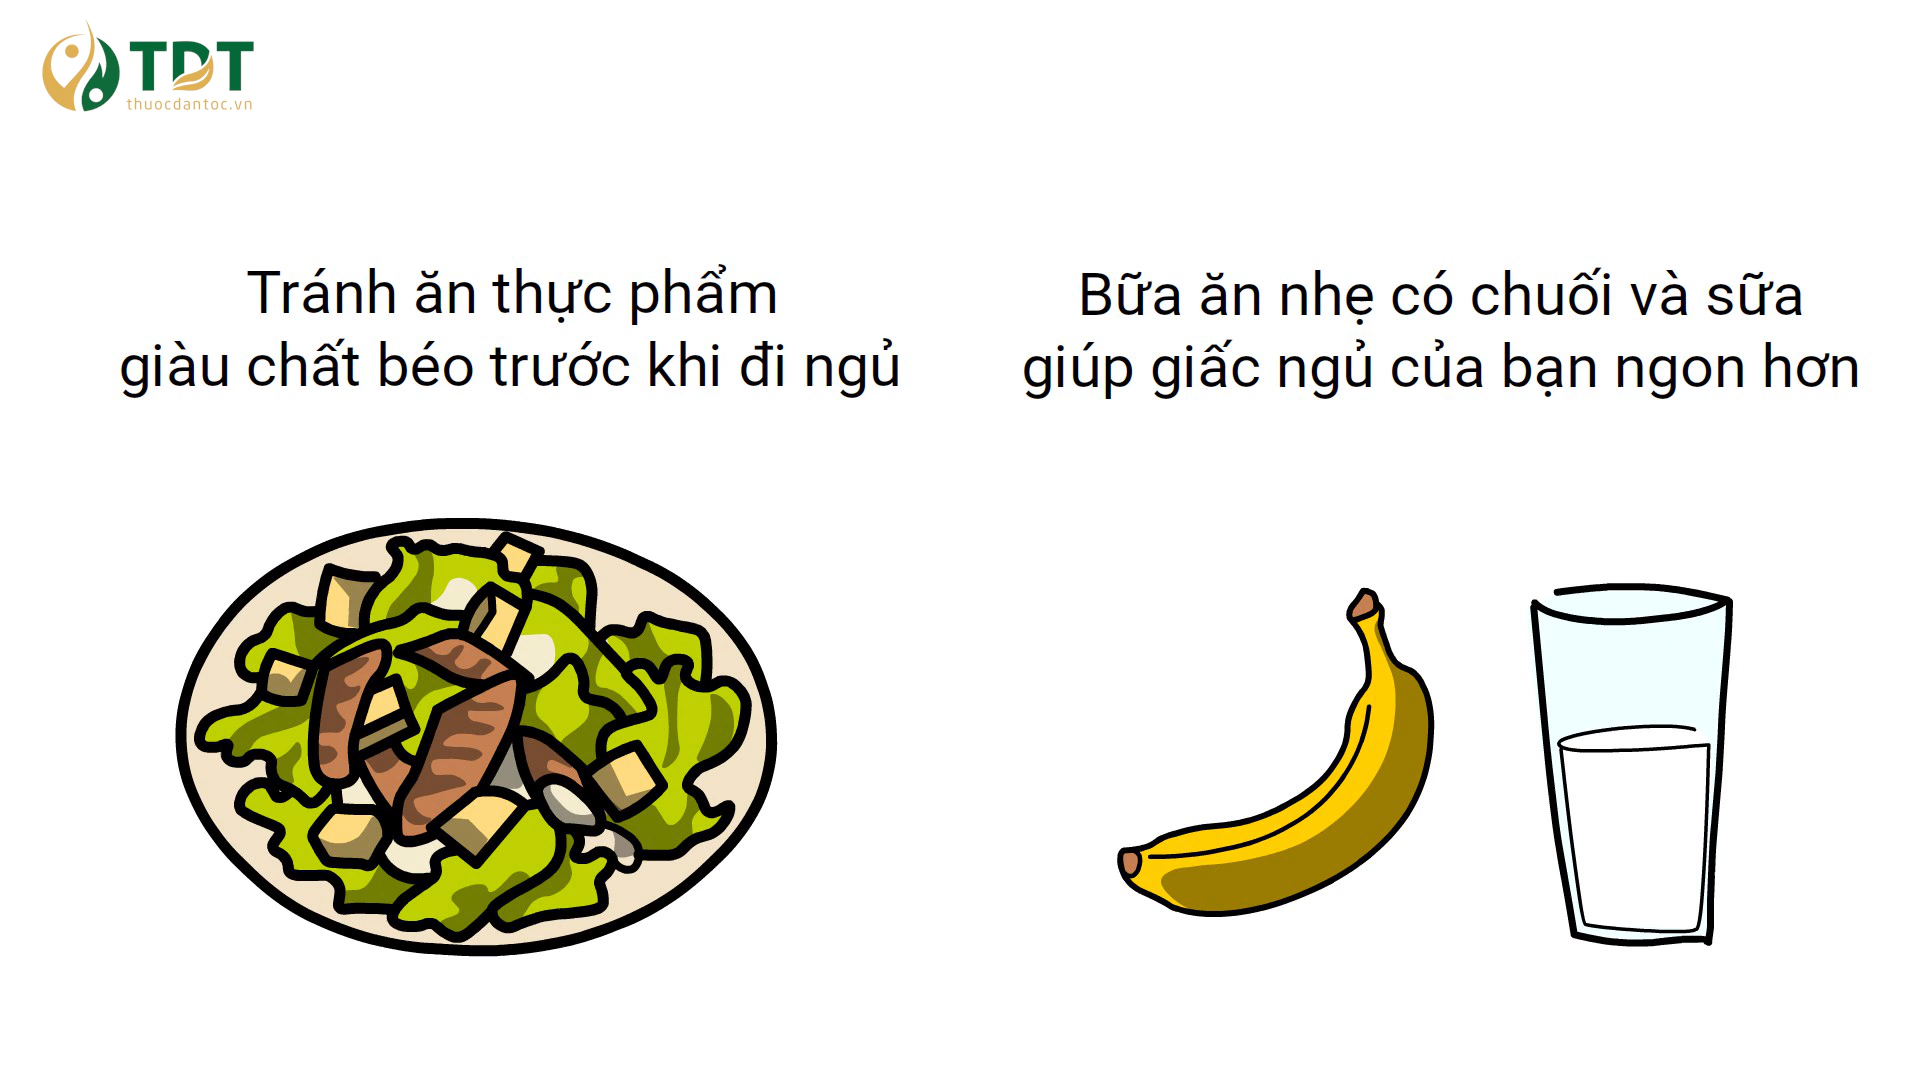 TDT
thuocdantoc.vn
Tránh ăn thực phẩm
giàu chất béo trước khi đi ngủ
Bữa ăn nhẹ có chuối và sữa
giúp giấc ngủ của bạn ngon hơn